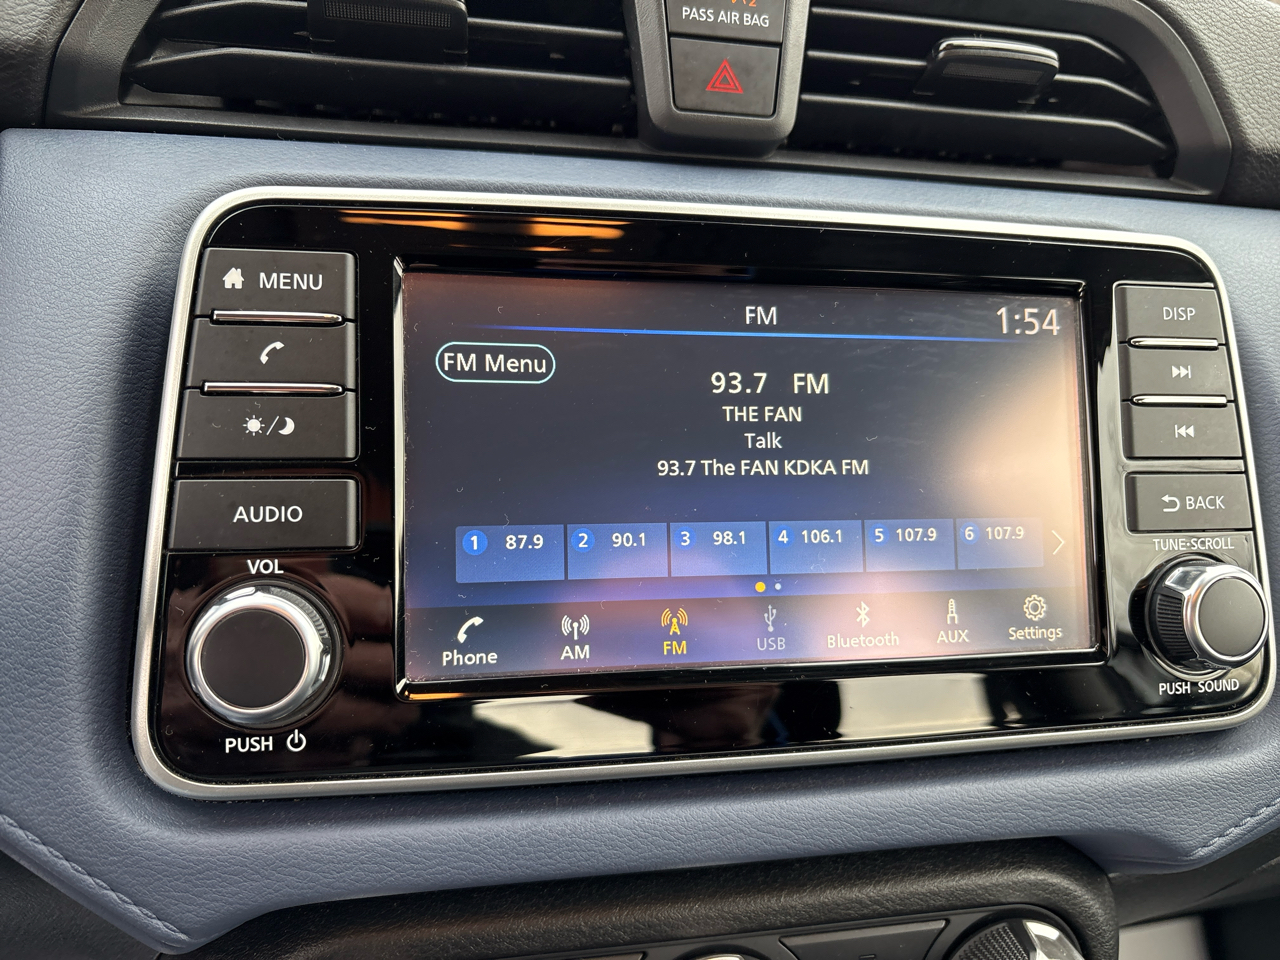 PASS AIR BAG
MENU
AUDIO
VOL
PUSH
FM
1:54
FM Menu
93.7 FM
THE FAN
Talk
93.7 The FAN KDKA FM
1 87.9
2 90.1
3 98.1
4 106.1
5 107.9
6 107.9
Phone
AM
FM
USB
Bluetooth
AUX
Settings
DISP
BACK
TUNE·SCROLL
PUSH SOUND